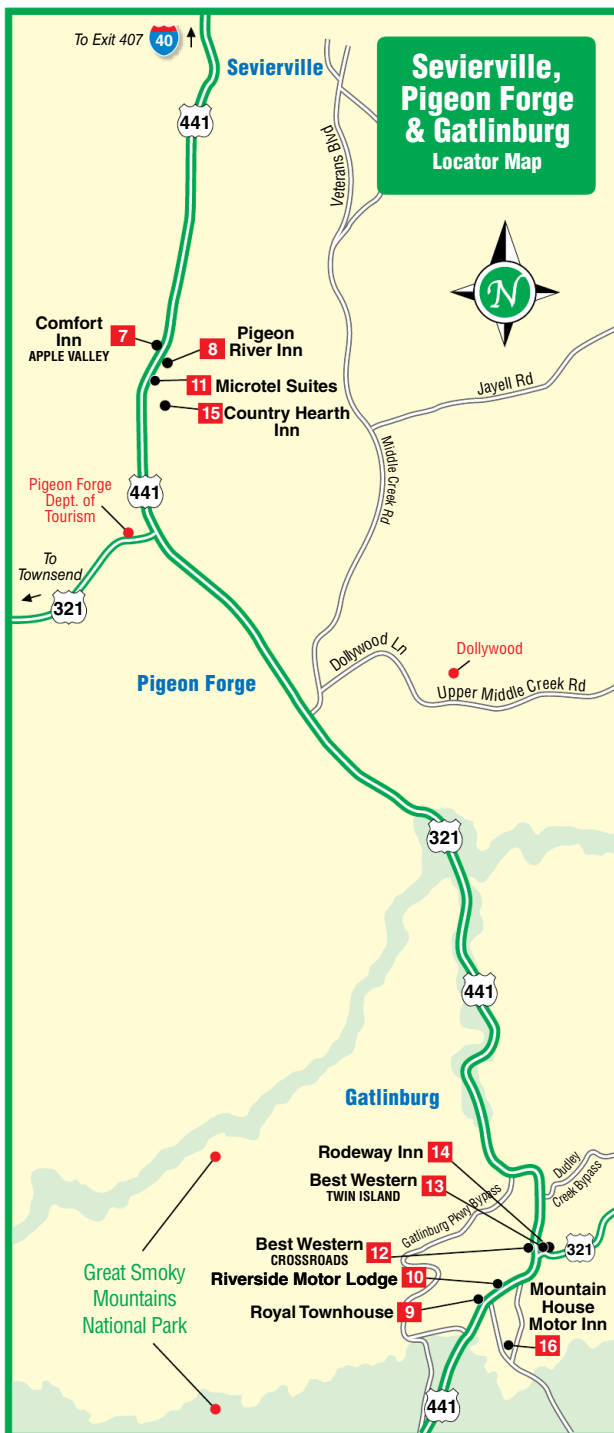 To Exit 407
40
Sevierville
Sevierville,
Pigeon Forge
& Gatlinburg
Locator Map
441
Veterans Blvd
N
Comfort
Inn
APPLE VALLEY
7
8
Pigeon
River Inn
11 Microtel Suites
15 Country Hearth
Inn
Jayell Rd
Middle Creek Rd
441
Pigeon Forge
Dept. of
Tourism
To
Townsend
321
Dollywood Ln
Dollywood
Upper Middle Creek Rd
Pigeon Forge
321
441
Gatlinburg
Rodeway Inn 14
Best Western
TWIN ISLAND
13
Dudley
Creek Bypass
Gatlinburg Pkwy Bypass
Best Western
CROSSROADS
12
321
Riverside Motor Lodge 10
Royal Townhouse 9
Mountain
House
Motor Inn
16
Great Smoky
Mountains
National Park
441